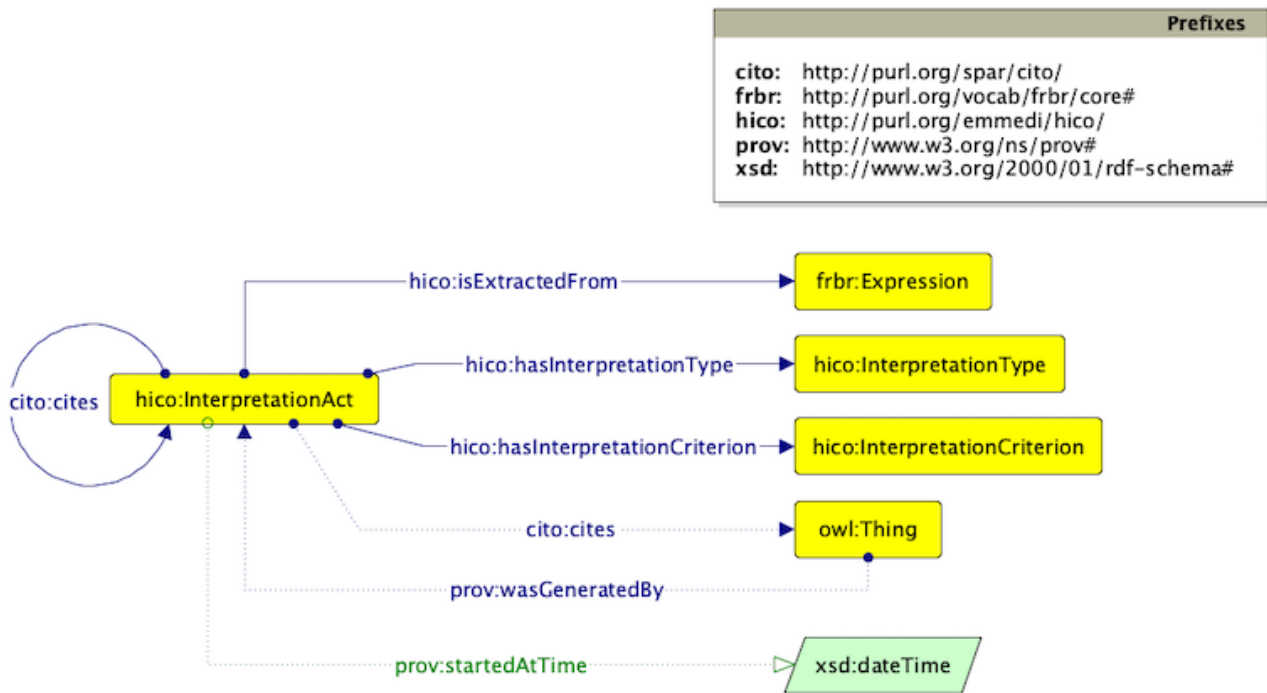 Prefixes
cito: http://purl.org/spar/cito/
frbr: http://purl.org/vocab/frbr/core#
hico: http://purl.org/emmedi/hico/
prov: http://www.w3.org/ns/prov#
xsd: http://www.w3.org/2000/01/rdf-schema#
hico:isExtractedFrom
frbr:Expression
hico:hasInterpretationType
hico:InterpretationType
cito:cites
hico:InterpretationAct
hico:hasInterpretationCriterion
hico:InterpretationCriterion
cito:cites
owl:Thing
prov:wasGeneratedBy
prov:startedAtTime
xsd:dateTime